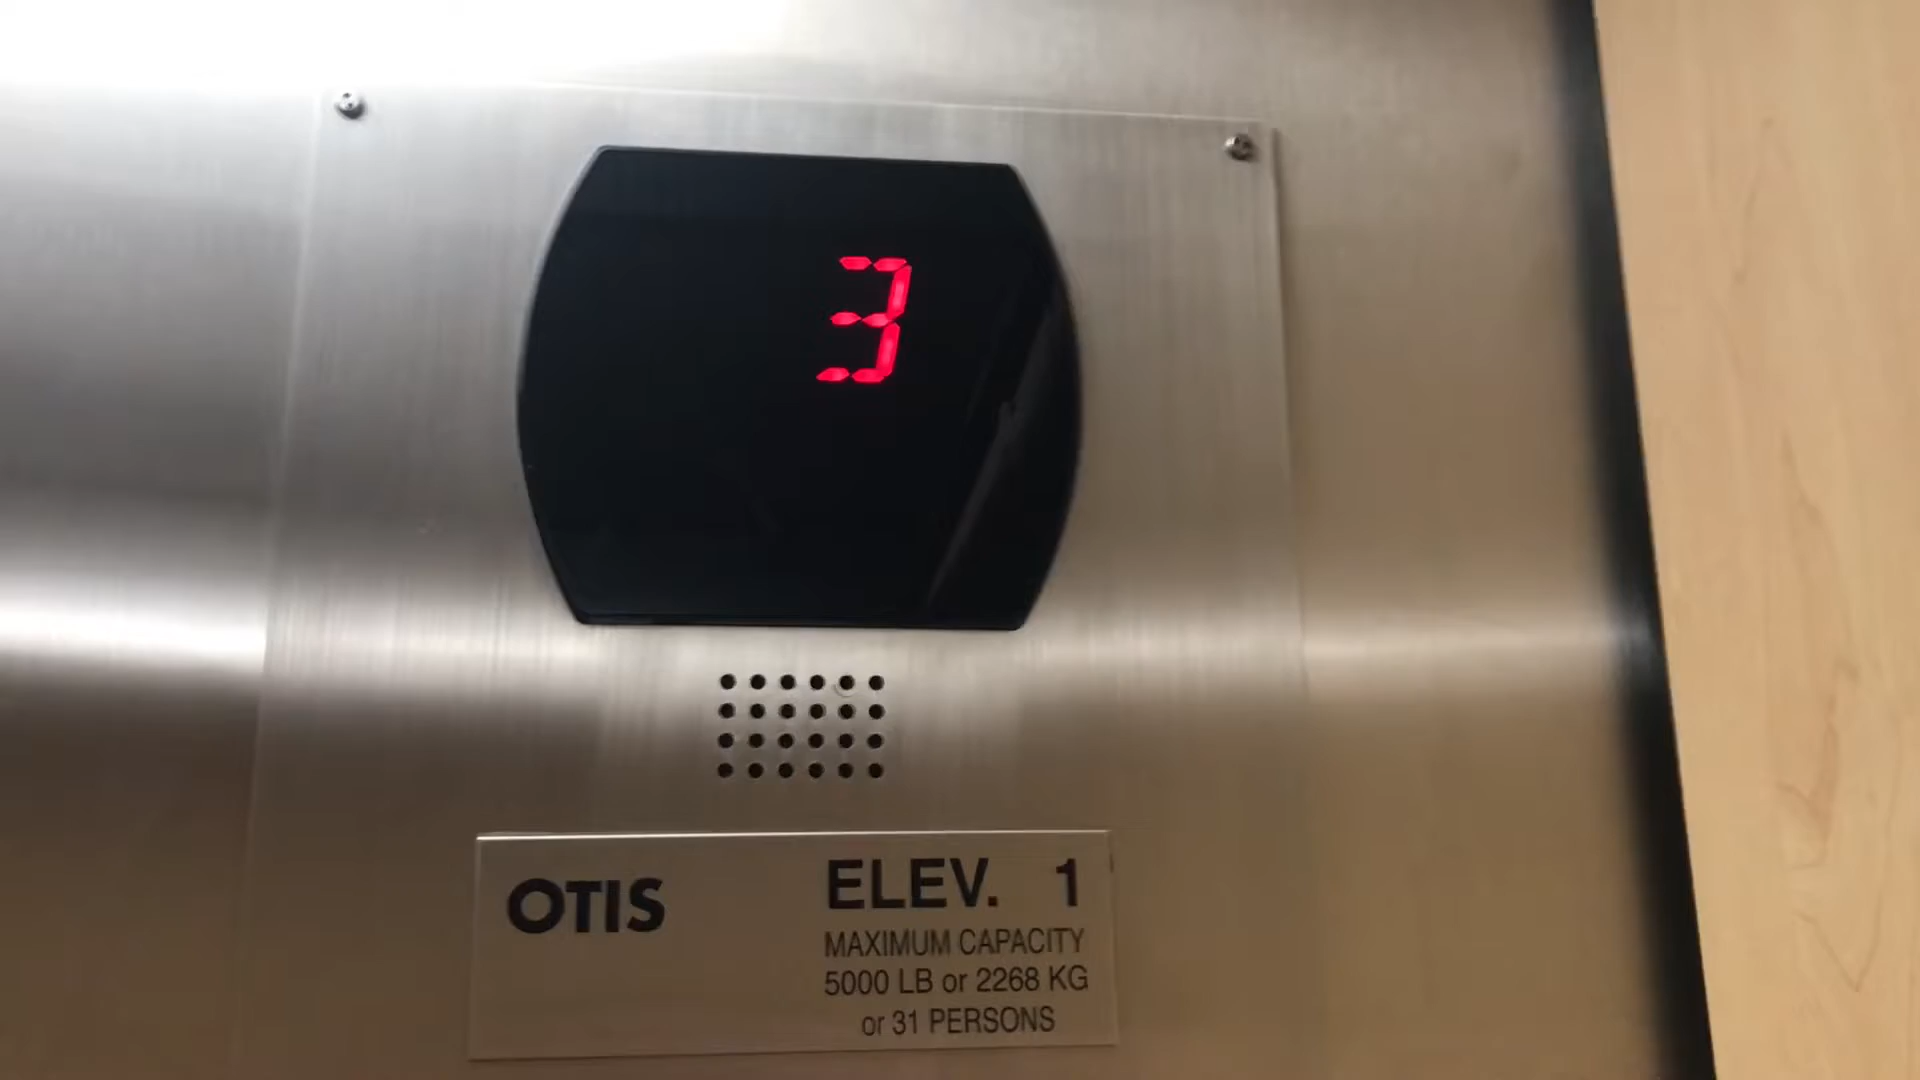 3
OTIS
ELEV. 1
MAXIMUM CAPACITY
5000 LB or 2268 KG
or 31 PERSONS